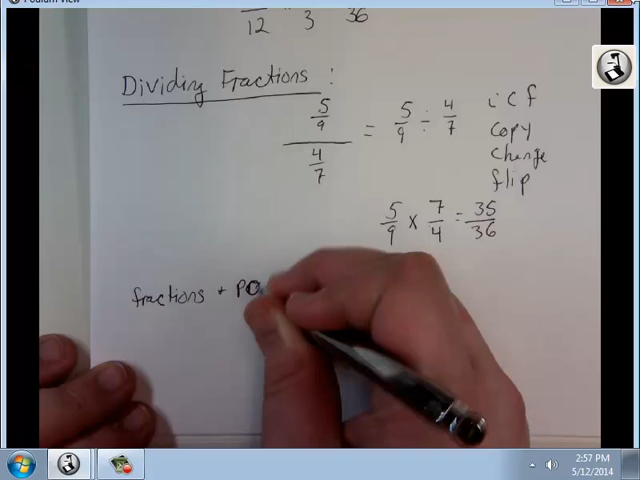 Podium View
12 3 36
Dividing Fractions :
5/9 / 4/7 = 5/9 ÷ 4/7
i c f
copy
change
flip
5/9 x 7/4 = 35/36
fractions + po
2:57 PM
5/12/2014